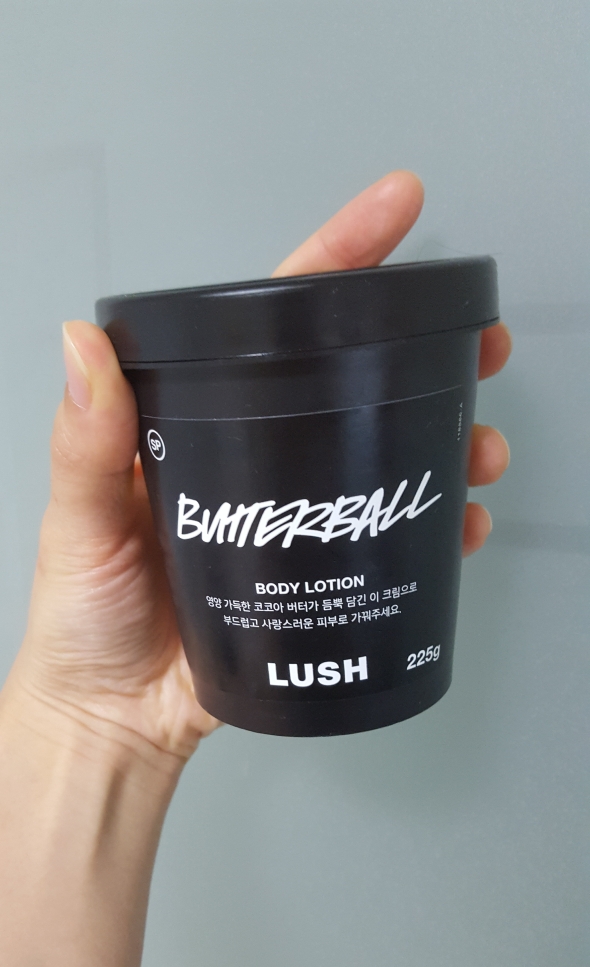 SP
BUTTERBALL
BODY LOTION
영양 가득한 코코아 버터가 듬뿍 담긴 이 크림으로
부드럽고 사랑스러운 피부로 가꿔주세요.
LUSH
225g